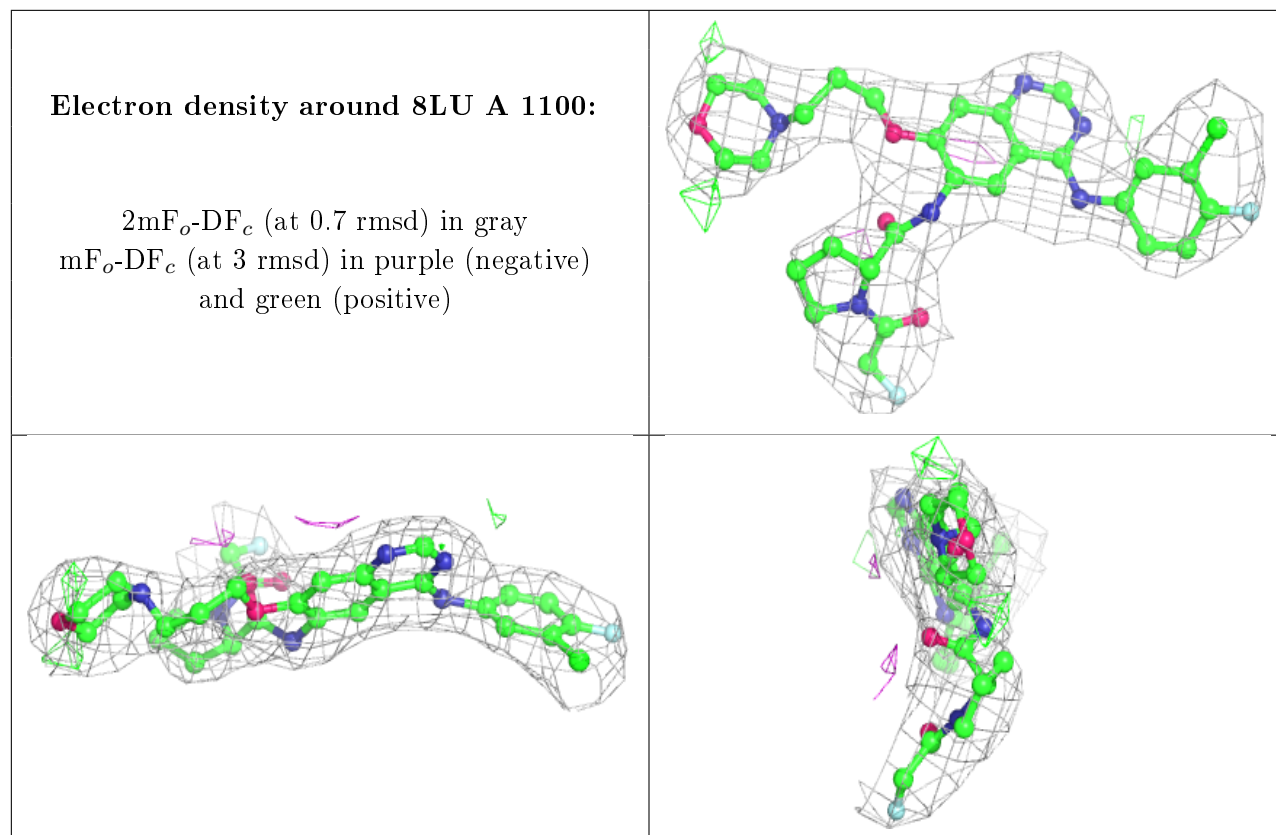 Electron density around 8LU A 1100:
2mFo-DFc (at 0.7 rmsd) in gray
mFo-DFc (at 3 rmsd) in purple (negative)
and green (positive)